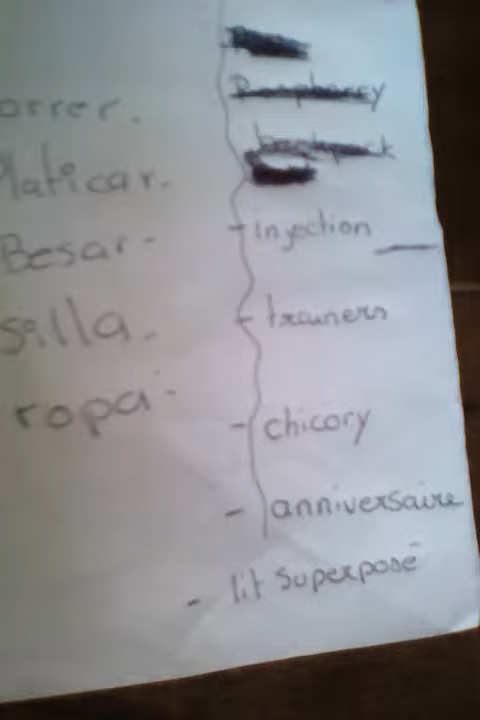 orrer.
Platicar.
Besar-
silla.
ropa.
Raspberry
backpack
- injection
- trainers
- chicory
- anniversaire
- lit superposé